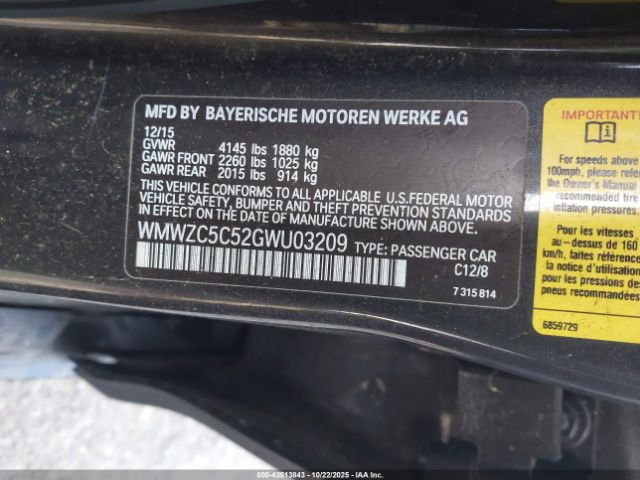 MFD BY BAYERISCHE MOTOREN WERKE AG
12/15
GVWR 4145 lbs 1880 kg
GAWR FRONT 2260 lbs 1025 kg
GAWR REAR 2015 lbs 914 kg
THIS VEHICLE CONFORMS TO ALL APPLICABLE U.S.FEDERAL MOTOR
VEHICLE SAFETY, BUMPER AND THEFT PREVENTION STANDARDS
IN EFFECT ON THE DATE OF MANUFACTURE SHOWN ABOVE.
WMWZC5C52GWU03209 TYPE: PASSENGER CAR
C12/8
7 315 814
IMPORTANT!
For speeds above
100mph, please refer
the Owner's Manual
inflation pressures.
Pour les vitesses
au-dessus de 160
km/h, faites référence
la notice d'utilisation
pour les pressions de
pneus recommandées
6859729
000-43513843 | 10/22/2025 | IAAI.COM